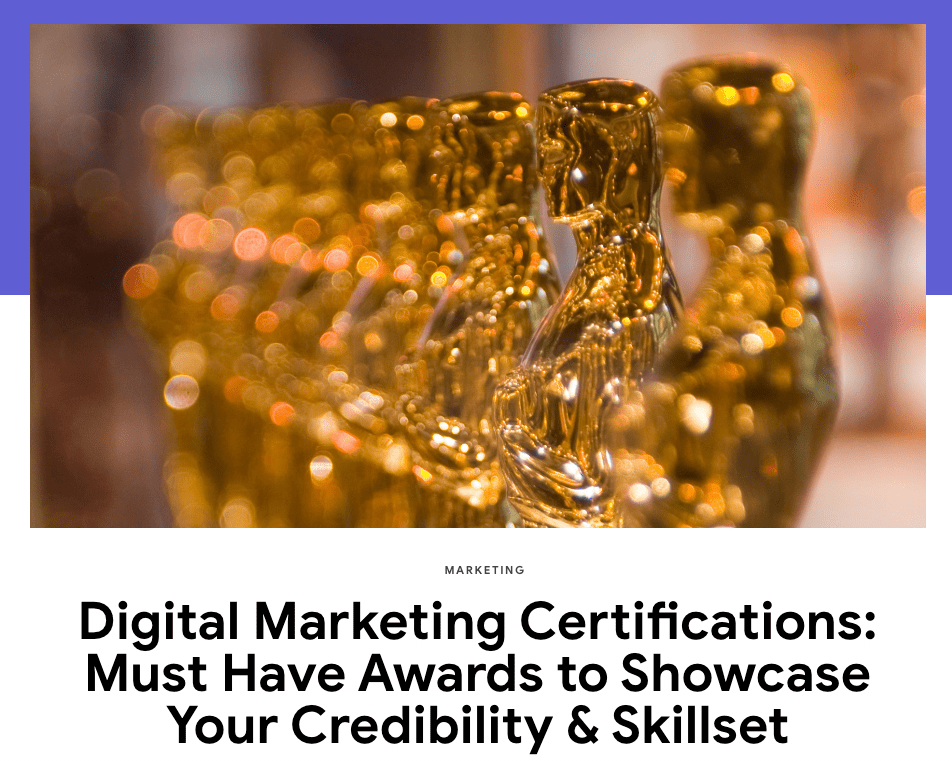 MARKETING
Digital Marketing Certifications:
Must Have Awards to Showcase
Your Credibility & Skillset